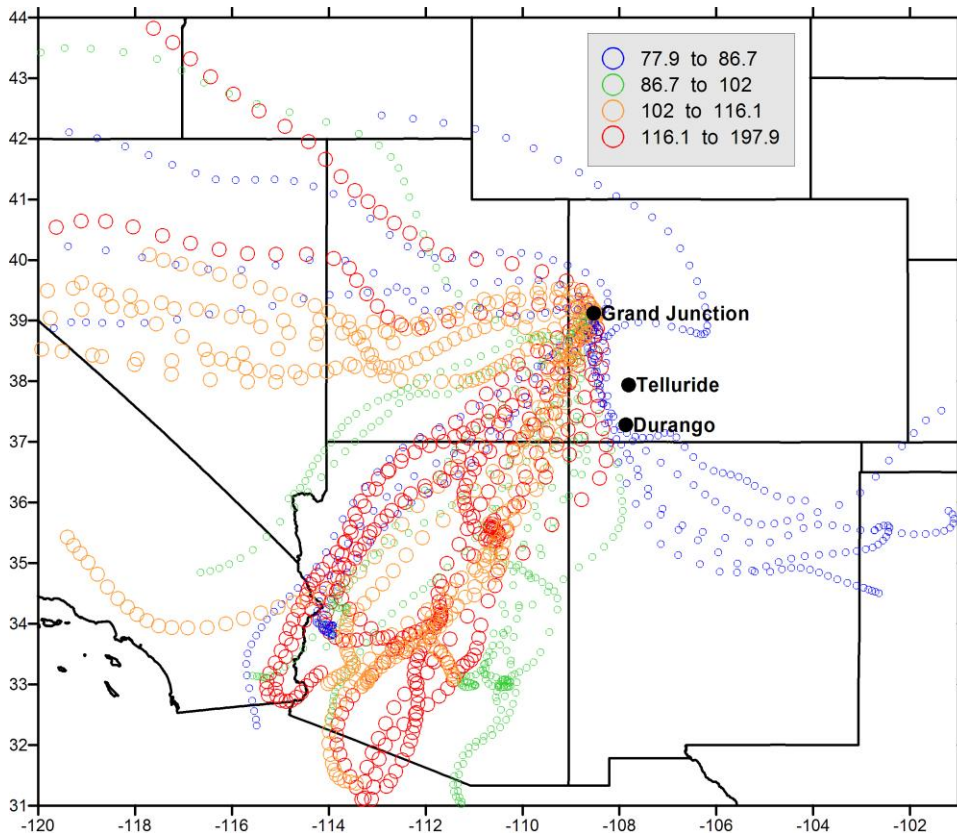 44
43
42
41
40
39
38
37
36
35
34
33
32
31
77.9 to 86.7
86.7 to 102
102 to 116.1
116.1 to 197.9
Grand Junction
Telluride
Durango
-120 -118 -116 -114 -112 -110 -108 -106 -104 -102